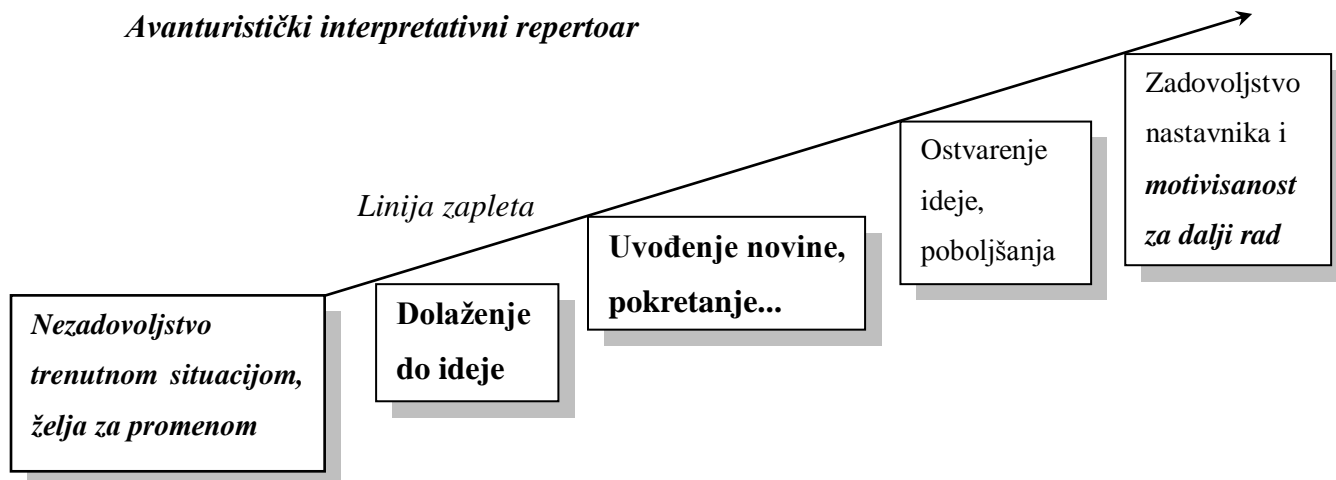 Avanturistički interpretativni repertoar
Linija zapleta
Nezadovoljstvo
trenutnom situacijom,
želja za promenom
Dolaženje
do ideje
Uvođenje novine,
pokretanje...
Ostvarenje
ideje,
poboljšanja
Zadovoljstvo
nastavnika i
motivisanost
za dalji rad